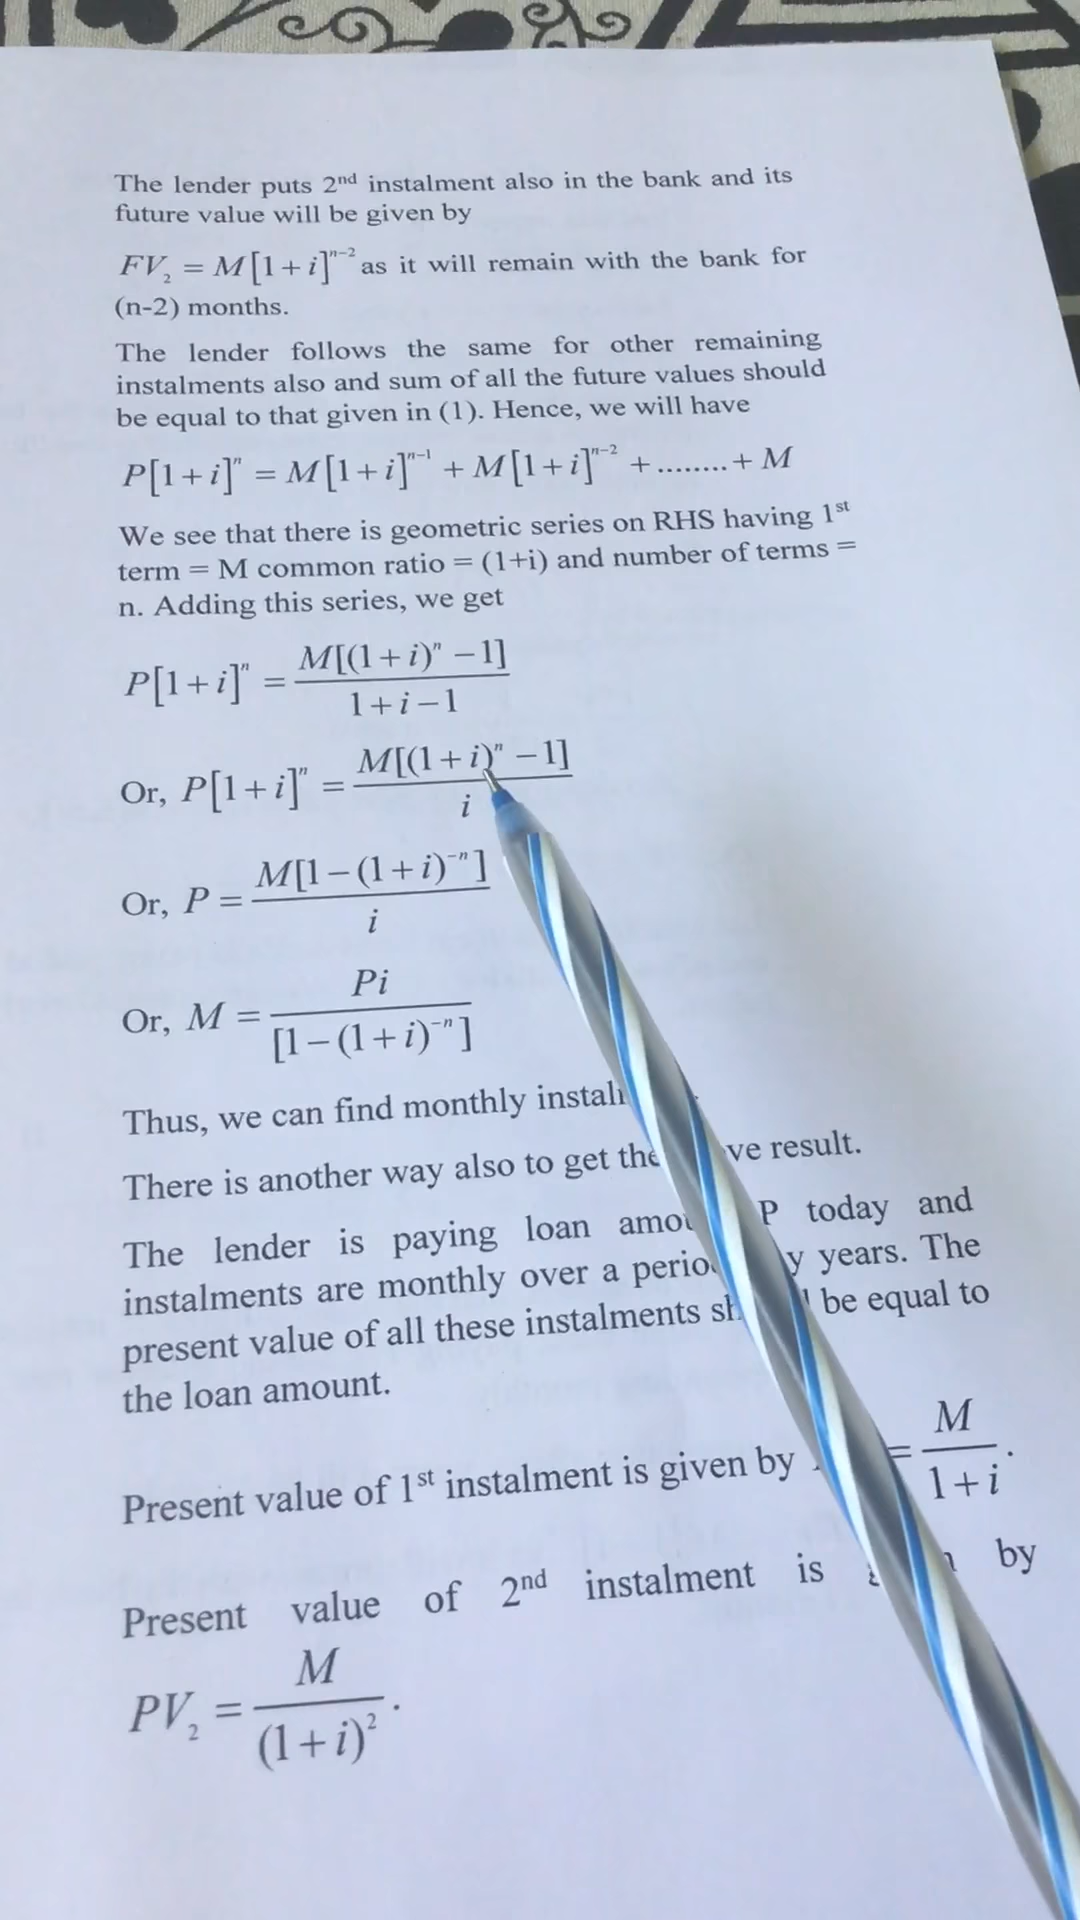 The lender puts 2nd instalment also in the bank and its
future value will be given by
FV₂ = M[1+i]ⁿ⁻² as it will remain with the bank for
(n-2) months.
The lender follows the same for other remaining
instalments also and sum of all the future values should
be equal to that given in (1). Hence, we will have
P[1+i]ⁿ = M[1+i]ⁿ⁻¹ + M[1+i]ⁿ⁻² +........+ M
We see that there is geometric series on RHS having 1st
term = M common ratio = (1+i) and number of terms =
n. Adding this series, we get
P[1+i]ⁿ = M[(1+i)ⁿ −1] / 1+i−1
Or, P[1+i]ⁿ = M[(1+i)ⁿ −1] / i
Or, P = M[1−(1+i)⁻ⁿ] / i
Or, M = Pi / [1−(1+i)⁻ⁿ]
Thus, we can find monthly
There is another way also to get result.
The lender is paying loan P today and
instalments are monthly over a y years. The
present value of all these instalments be equal to
the loan amount.
Present value of 1st instalment is given by = M / 1+i.
Present value of 2nd instalment is by
PV₂ = M / (1+i)².